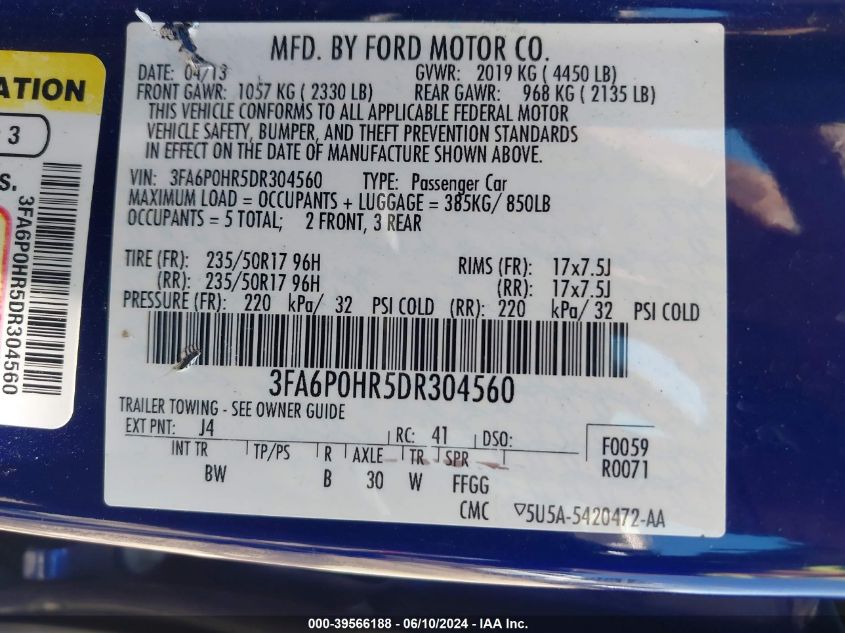 ATION
3
S.
3FA6P0HR5DR304560
MFD. BY FORD MOTOR CO.
DATE: 04/13 GVWR: 2019 KG ( 4450 LB)
FRONT GAWR: 1057 KG ( 2330 LB) REAR GAWR: 968 KG ( 2135 LB)
THIS VEHICLE CONFORMS TO ALL APPLICABLE FEDERAL MOTOR
VEHICLE SAFETY, BUMPER, AND THEFT PREVENTION STANDARDS
IN EFFECT ON THE DATE OF MANUFACTURE SHOWN ABOVE.
VIN: 3FA6P0HR5DR304560 TYPE: Passenger Car
MAXIMUM LOAD = OCCUPANTS + LUGGAGE = 385KG/ 850LB
OCCUPANTS = 5 TOTAL; 2 FRONT, 3 REAR
TIRE (FR): 235/50R17 96H RIMS (FR): 17x7.5J
(RR): 235/50R17 96H (RR): 17x7.5J
PRESSURE (FR): 220 kPa/ 32 PSI COLD (RR): 220 kPa/ 32 PSI COLD
3FA6P0HR5DR304560
TRAILER TOWING - SEE OWNER GUIDE
EXT PNT: J4 RC: 41 DSO: F0059
INT TR TP/PS R AXLE TR SPR R0071
BW B 30 W FFGG
CMC ▽5U5A-5420472-AA
000-39566188 - 06/10/2024 - IAA Inc.